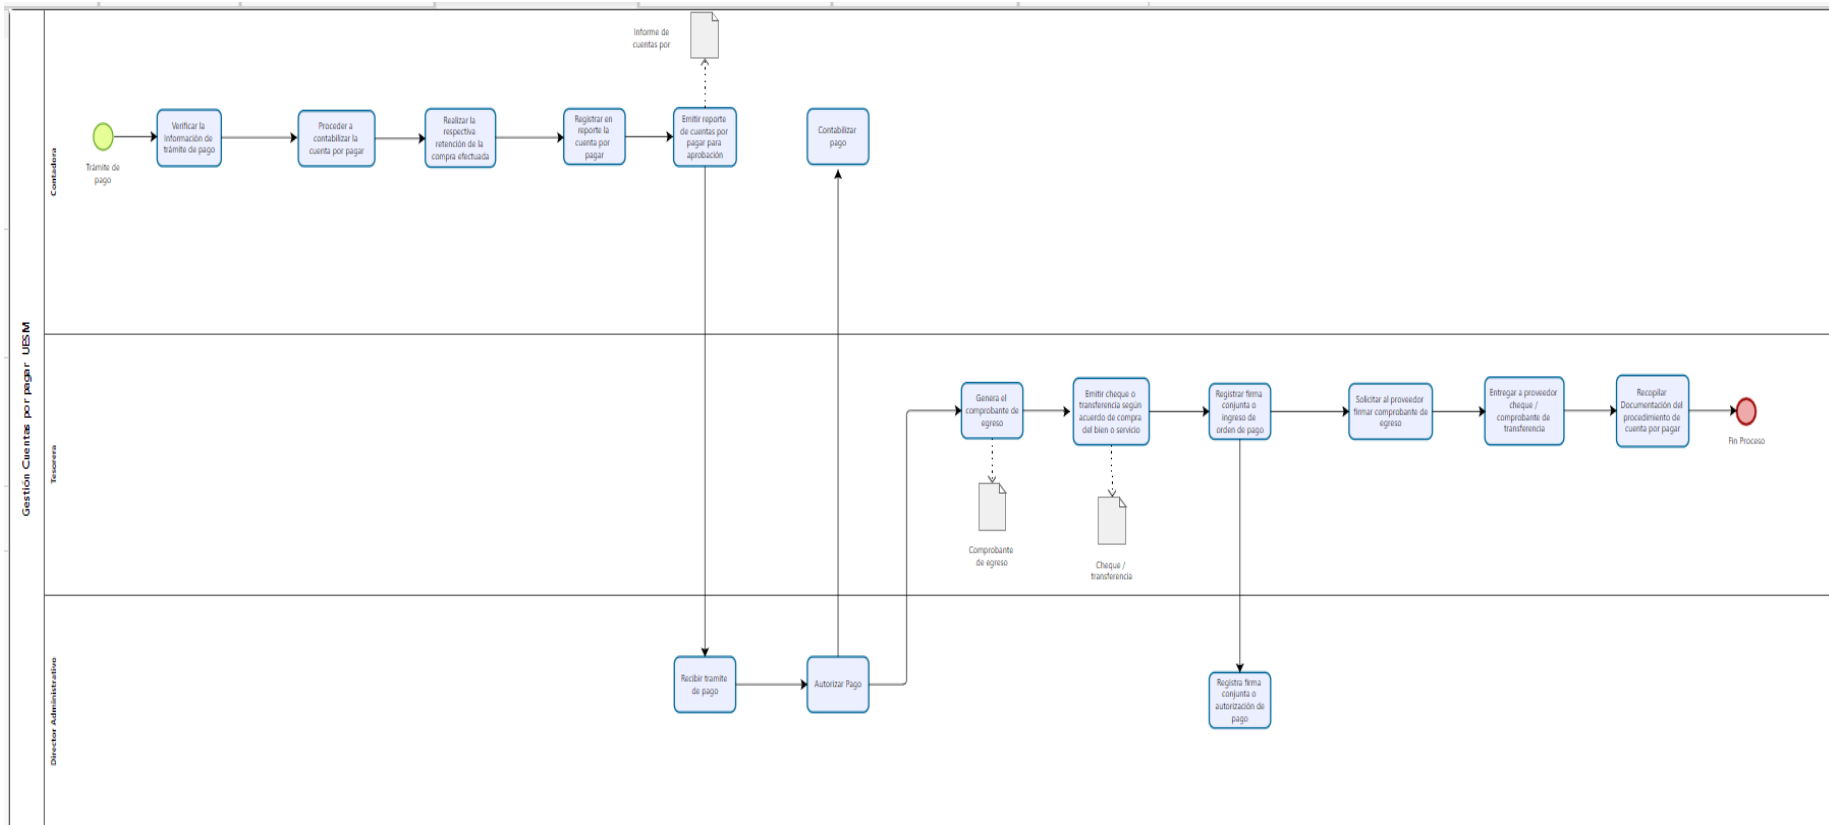 Gestión Cuentas por pagar UESM
Contadora
Informe de
cuentas por
Trámite de
pago
Verificar la
información de
trámite de pago
Proceder a
contabilizar la
cuenta por pagar
Realizar la
respectiva
retención de la
compra efectuada
Registrar en
reporte la
cuenta por
pagar
Emitir reporte
de cuentas por
pagar para
aprobación
Contabilizar
pago
Tesorera
Genera el
comprobante de
egreso
Emitir cheque o
transferencia según
acuerdo de compra
del bien o servicio
Registrar firma
conjunta o
ingreso de
orden de pago
Solicitar al proveedor
firmar comprobante de
egreso
Entregar a proveedor
cheque /
comprobante de
transferencia
Recopilar
Documentación del
procedimiento de
cuenta por pagar
Fin Proceso
Comprobante
de egreso
Cheque /
transferencia
Director Administrativo
Recibir tramite
de pago
Autorizar Pago
Registra firma
conjunta o
autorización de
pago